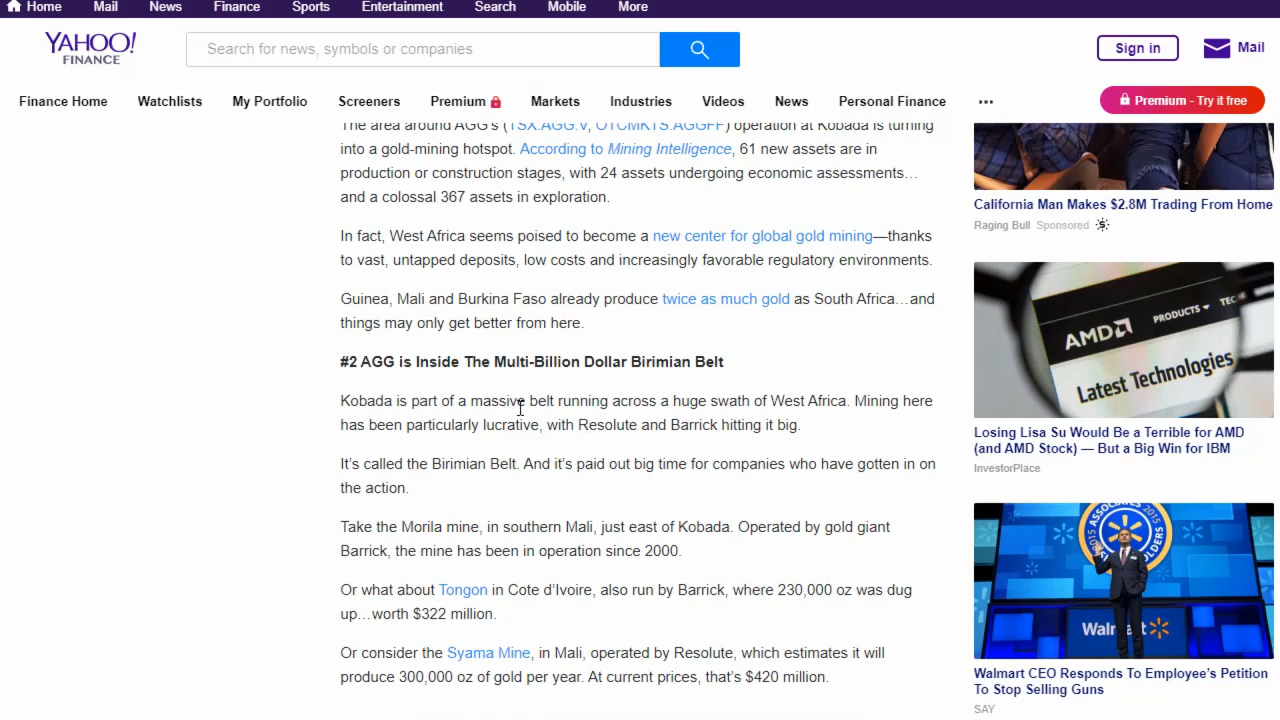 Home Mail News Finance Sports Entertainment Search Mobile More
YAHOO!
FINANCE
Search for news, symbols or companies
Sign in
Mail
Finance Home Watchlists My Portfolio Screeners Premium Markets Industries Videos News Personal Finance ...
Premium - Try it free
The area around AGG's (TSX.AGG.V, OTCMKTS.AGGFF) operation at Kobada is turning
into a gold-mining hotspot. According to Mining Intelligence, 61 new assets are in
production or construction stages, with 24 assets undergoing economic assessments…
and a colossal 367 assets in exploration.
In fact, West Africa seems poised to become a new center for global gold mining—thanks
to vast, untapped deposits, low costs and increasingly favorable regulatory environments.
Guinea, Mali and Burkina Faso already produce twice as much gold as South Africa…and
things may only get better from here.
#2 AGG is Inside The Multi-Billion Dollar Birimian Belt
Kobada is part of a massive belt running across a huge swath of West Africa. Mining here
has been particularly lucrative, with Resolute and Barrick hitting it big.
It's called the Birimian Belt. And it's paid out big time for companies who have gotten in on
the action.
Take the Morila mine, in southern Mali, just east of Kobada. Operated by gold giant
Barrick, the mine has been in operation since 2000.
Or what about Tongon in Cote d'Ivoire, also run by Barrick, where 230,000 oz was dug
up…worth $322 million.
Or consider the Syama Mine, in Mali, operated by Resolute, which estimates it will
produce 300,000 oz of gold per year. At current prices, that's $420 million.
California Man Makes $2.8M Trading From Home
Raging Bull Sponsored
AMD
PRODUCTS
TEC
Latest Technologies
Losing Lisa Su Would Be a Terrible for AMD
(and AMD Stock) — But a Big Win for IBM
InvestorPlace
ASSOCIATES 2015
Walmart
Walmart CEO Responds To Employee's Petition
To Stop Selling Guns
SAY